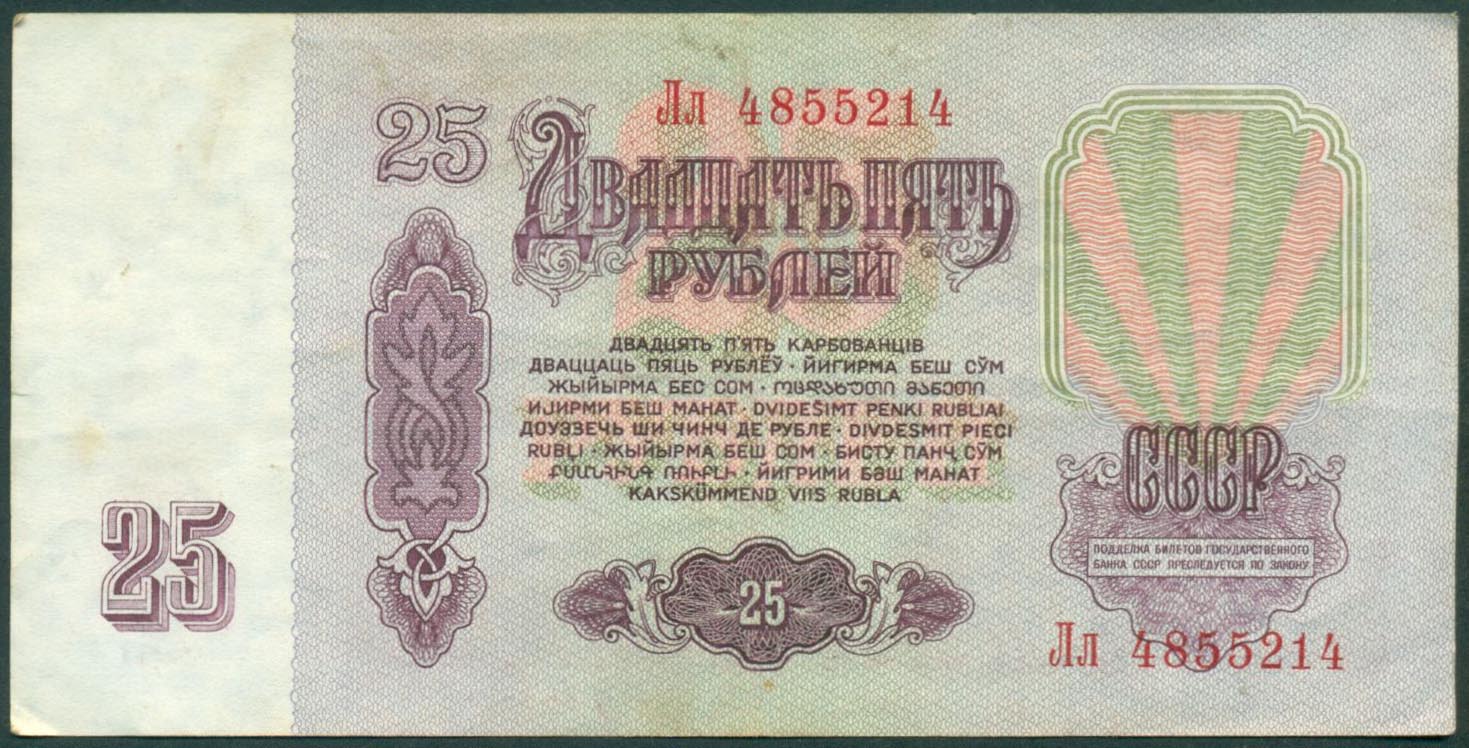 Лл 4855214
25
Двадцать пять
рублей
ДВАДЦЯТЬ П'ЯТЬ КАРБОВАНЦІВ
ДВАЦЦАЦЬ ПЯЦЬ РУБЛЁЎ · ЙИГИРМА БЕШ СЎМ
ЖЫЙЫРМА БЕС СОМ · ᲝᲪᲓᲐᲮᲣᲗᲘ ᲛᲐᲜᲔᲗᲘ
ИЈИРМИ БЕШ МАНАТ · DVIDEŠIMT PENKI RUBLIAI
ДОУЭЗЕЧЬ ШИ ЧИНЧ ДЕ РУБЛЕ · DIVDESMIT PIECI
RUBĻI · ЖЫЙЫРМА БЕШ СОМ · БИСТУ ПАНҶ СЎМ
ՔՍԱՆՀԻՆԳ ՌՈՒԲԼԻ · ЙИГРИМИ БӘШ МАНАТ
KAKSKÜMMEND VIIS RUBLA
СССР
ПОДДЕЛКА БИЛЕТОВ ГОСУДАРСТВЕННОГО
БАНКА СССР ПРЕСЛЕДУЕТСЯ ПО ЗАКОНУ
25
25
Лл 4855214